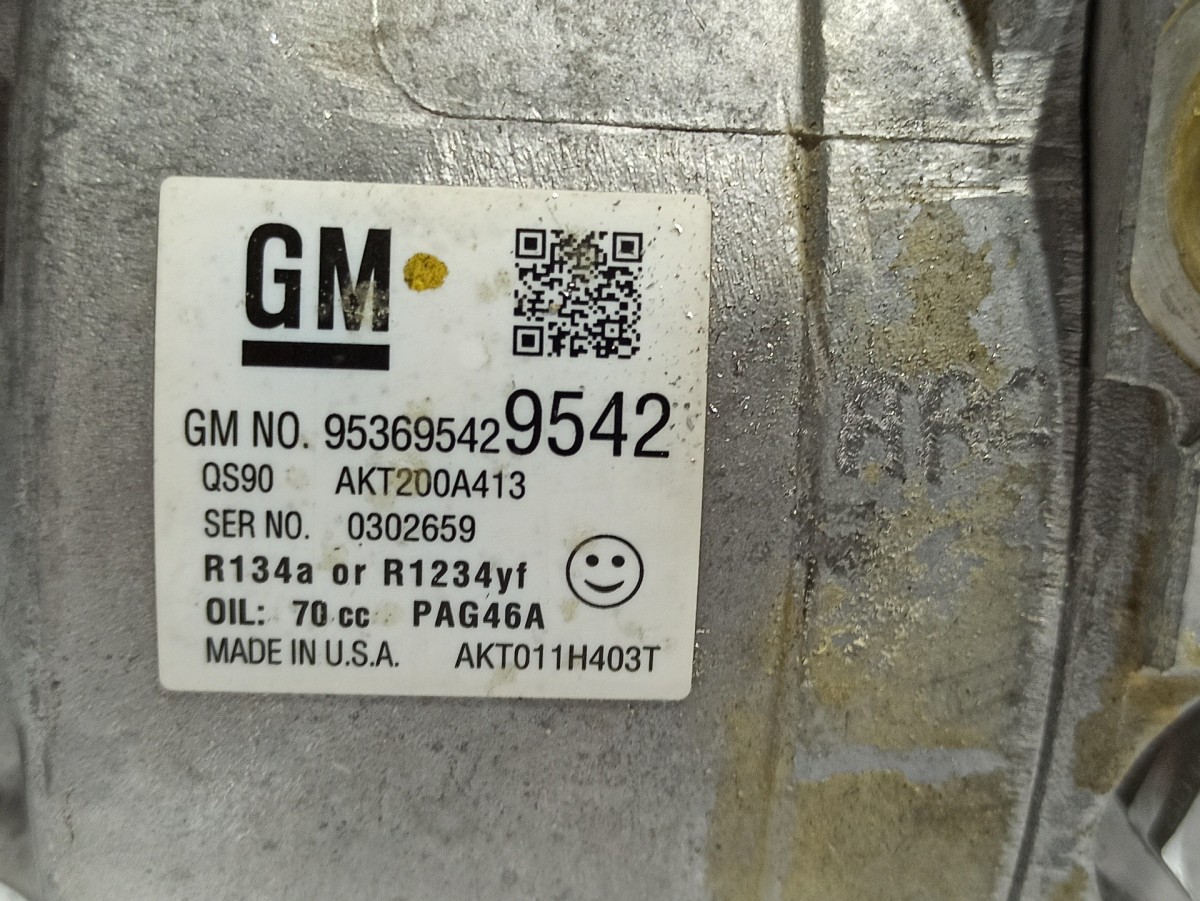 GM
GM NO. 95369542 9542
QS90 AKT200A413
SER NO. 0302659
R134a or R1234yf
OIL: 70 cc PAG46A
MADE IN U.S.A. AKT011H403T